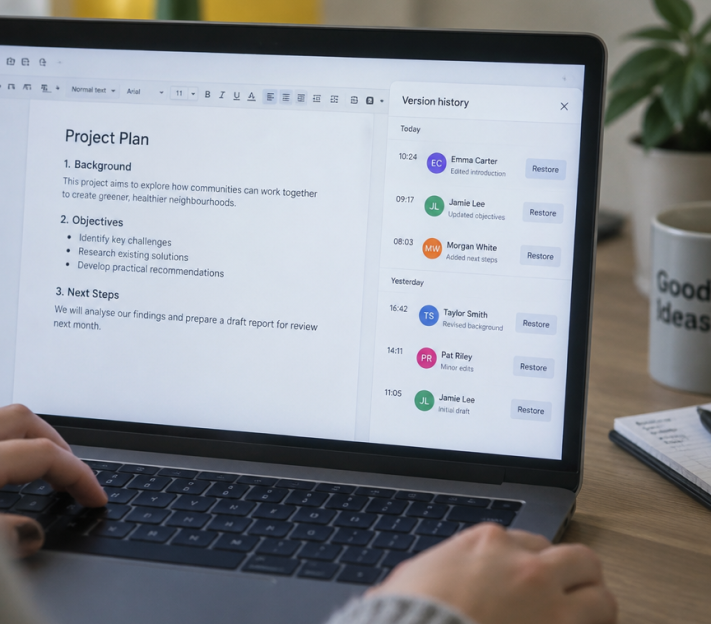 Normal text
Arial
11
B I U A
Project Plan
1. Background
This project aims to explore how communities can work together
to create greener, healthier neighbourhoods.
2. Objectives
• Identify key challenges
• Research existing solutions
• Develop practical recommendations
3. Next Steps
We will analyse our findings and prepare a draft report for review
next month.
Version history
Today
10:24 EC Emma Carter Restore
Edited introduction
09:17 JL Jamie Lee Restore
Updated objectives
08:03 MW Morgan White Restore
Added next steps
Yesterday
16:42 TS Taylor Smith Restore
Revised background
14:11 PR Pat Riley Restore
Minor edits
11:05 JL Jamie Lee Restore
Initial draft
Good
Ideas